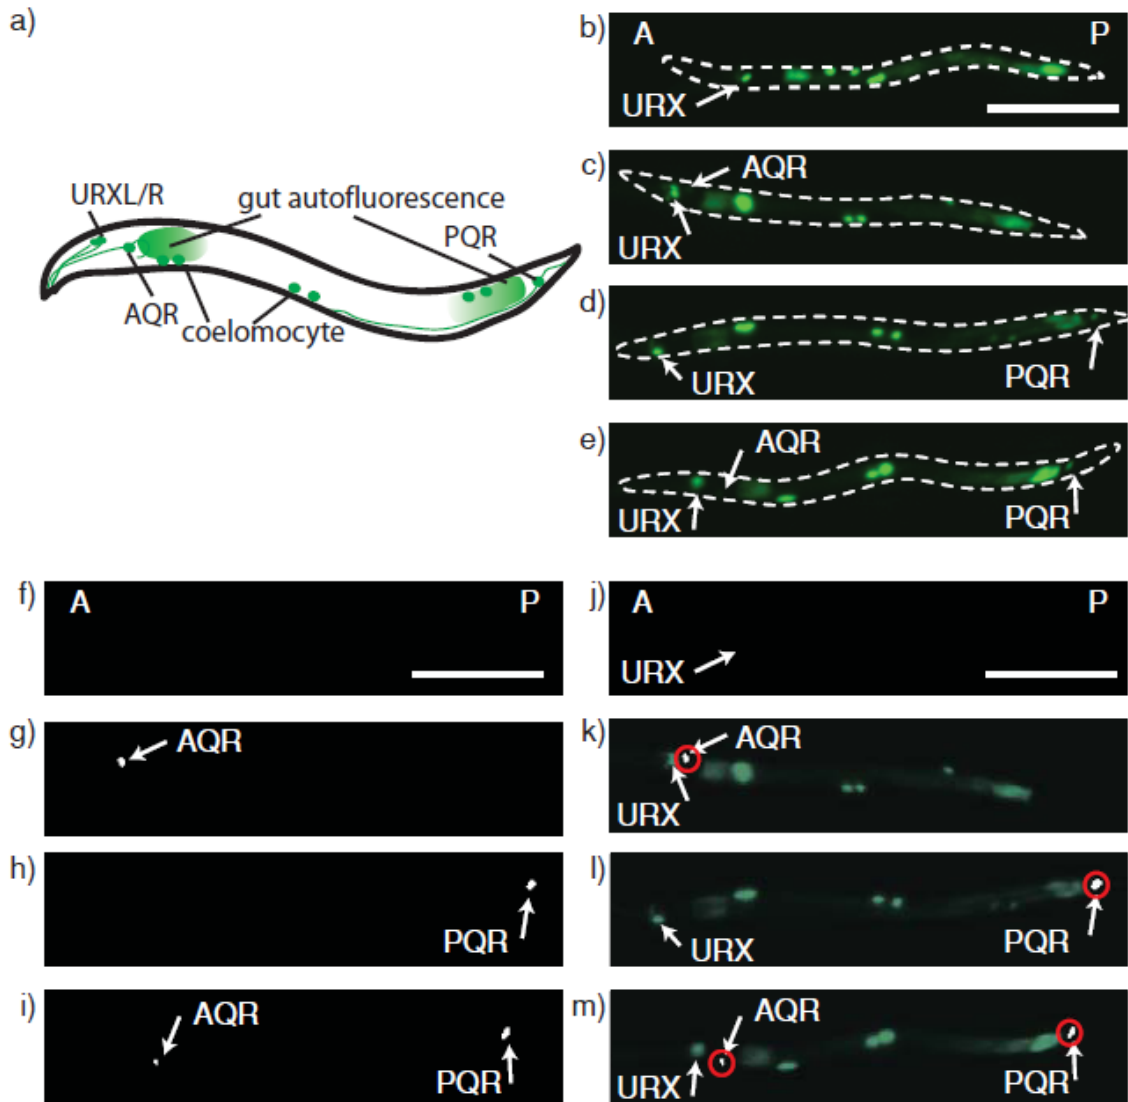 a)
URXL/R
gut autofluorescence
PQR
AQR
coelomocyte
b)
A
P
URX
c)
AQR
URX
d)
URX
PQR
e)
AQR
URX
PQR
f)
A
P
g)
AQR
h)
PQR
i)
AQR
PQR
j)
A
P
URX
k)
AQR
URX
l)
URX
PQR
m)
AQR
URX
PQR